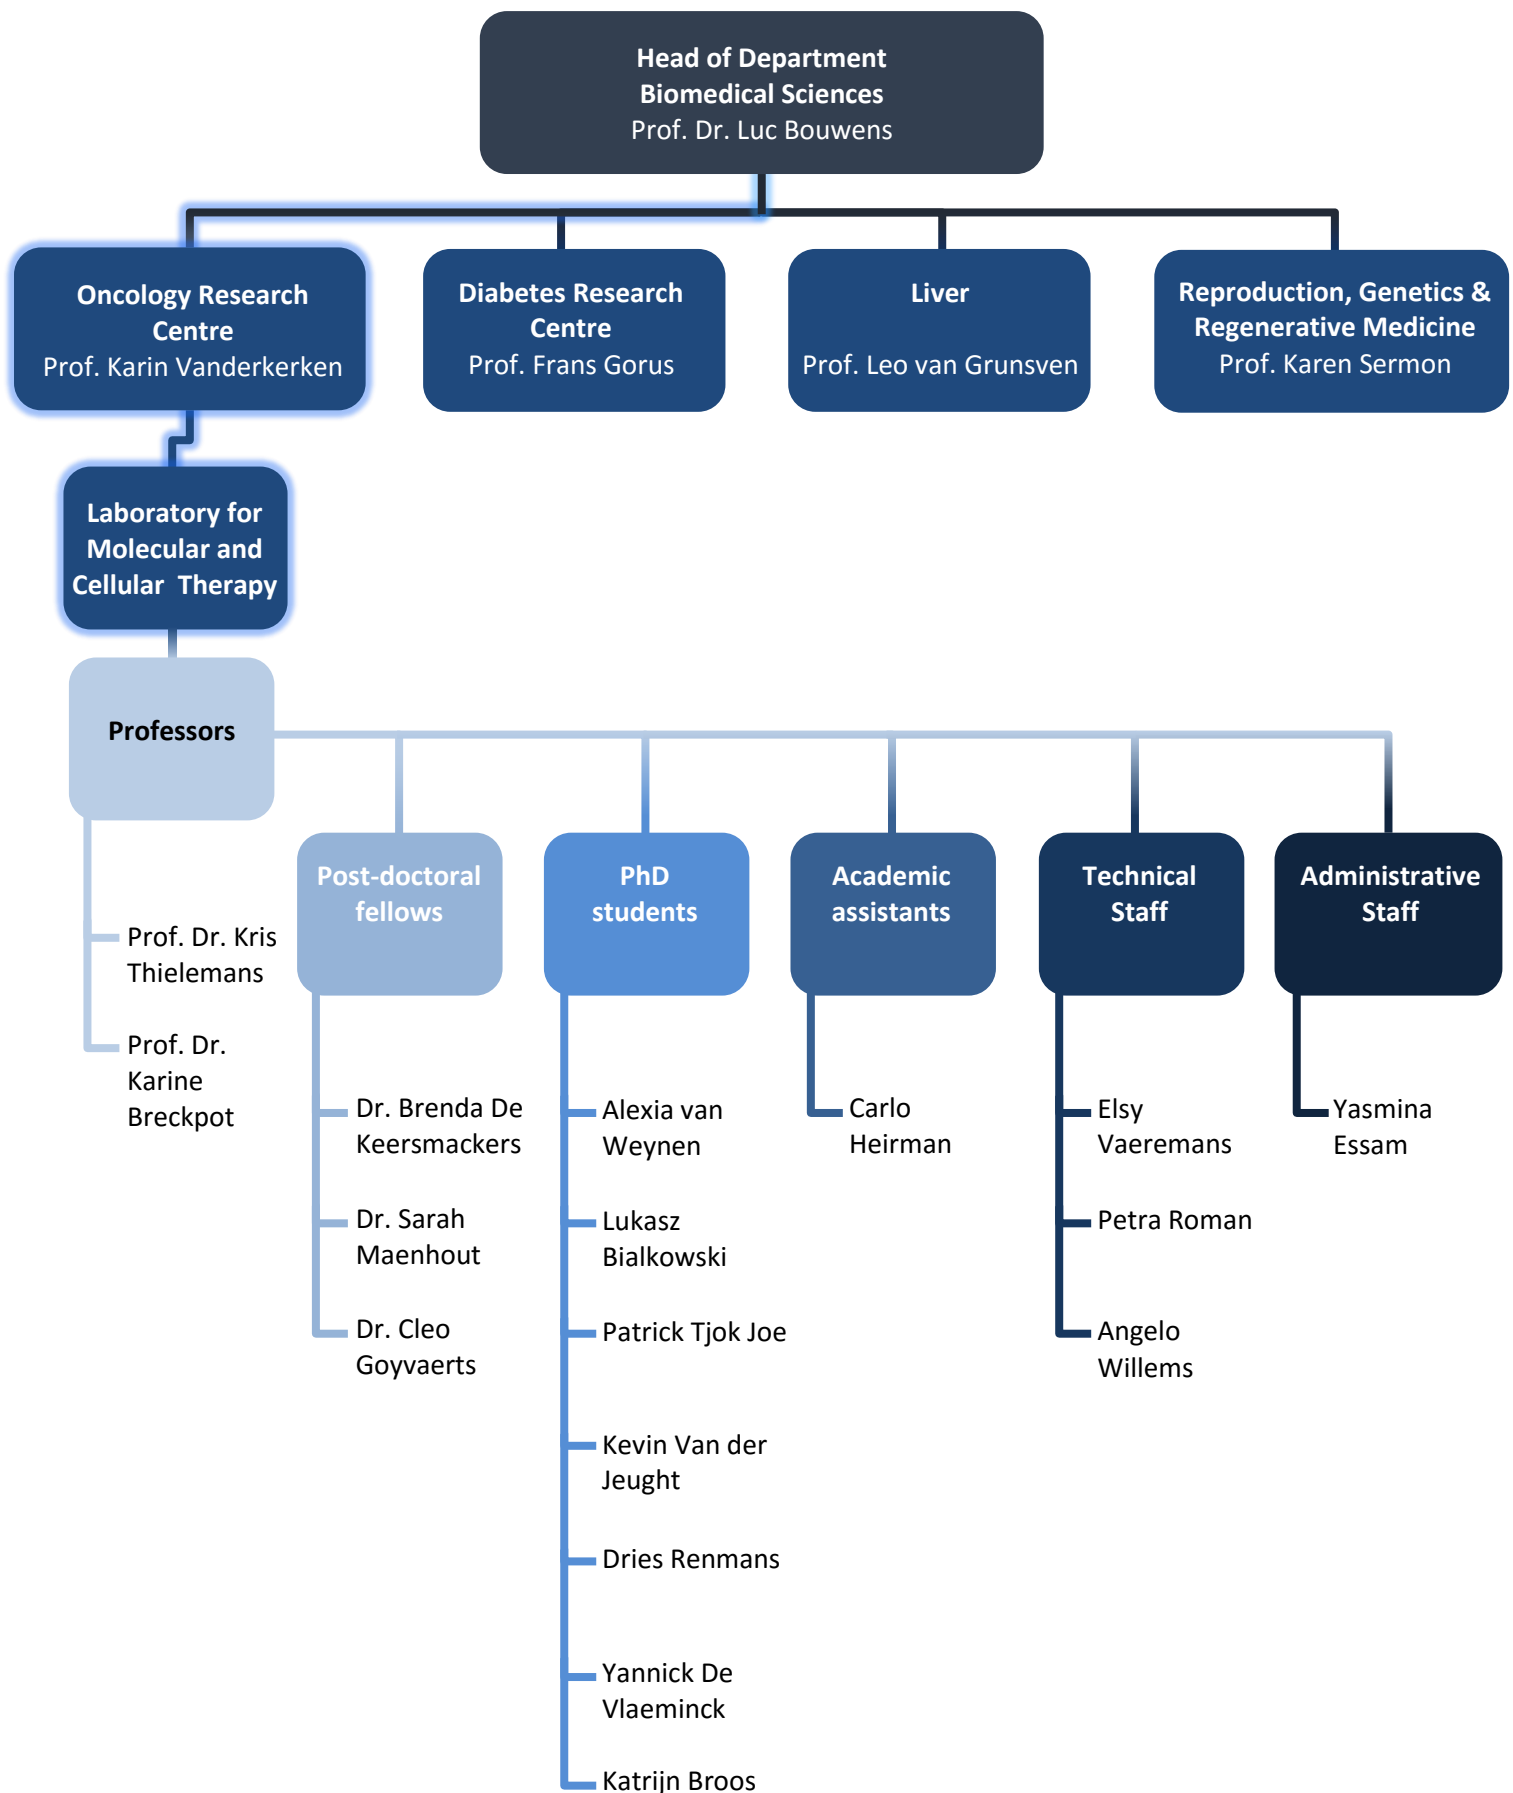 Head of Department
Biomedical Sciences
Prof. Dr. Luc Bouwens
Oncology Research
Centre
Prof. Karin Vanderkerken
Diabetes Research
Centre
Prof. Frans Gorus
Liver
Prof. Leo van Grunsven
Reproduction, Genetics &
Regenerative Medicine
Prof. Karen Sermon
Laboratory for
Molecular and
Cellular Therapy
Professors
Prof. Dr. Kris
Thielemans
Prof. Dr.
Karine
Breckpot
Post-doctoral
fellows
Dr. Brenda De
Keersmackers
Dr. Sarah
Maenhout
Dr. Cleo
Goyvaerts
PhD
students
Alexia van
Weynen
Lukasz
Bialkowski
Patrick Tjok Joe
Kevin Van der
Jeught
Dries Renmans
Yannick De
Vlaeminck
Katrijn Broos
Academic
assistants
Carlo
Heirman
Technical
Staff
Elsy
Vaeremans
Petra Roman
Angelo
Willems
Administrative
Staff
Yasmina
Essam